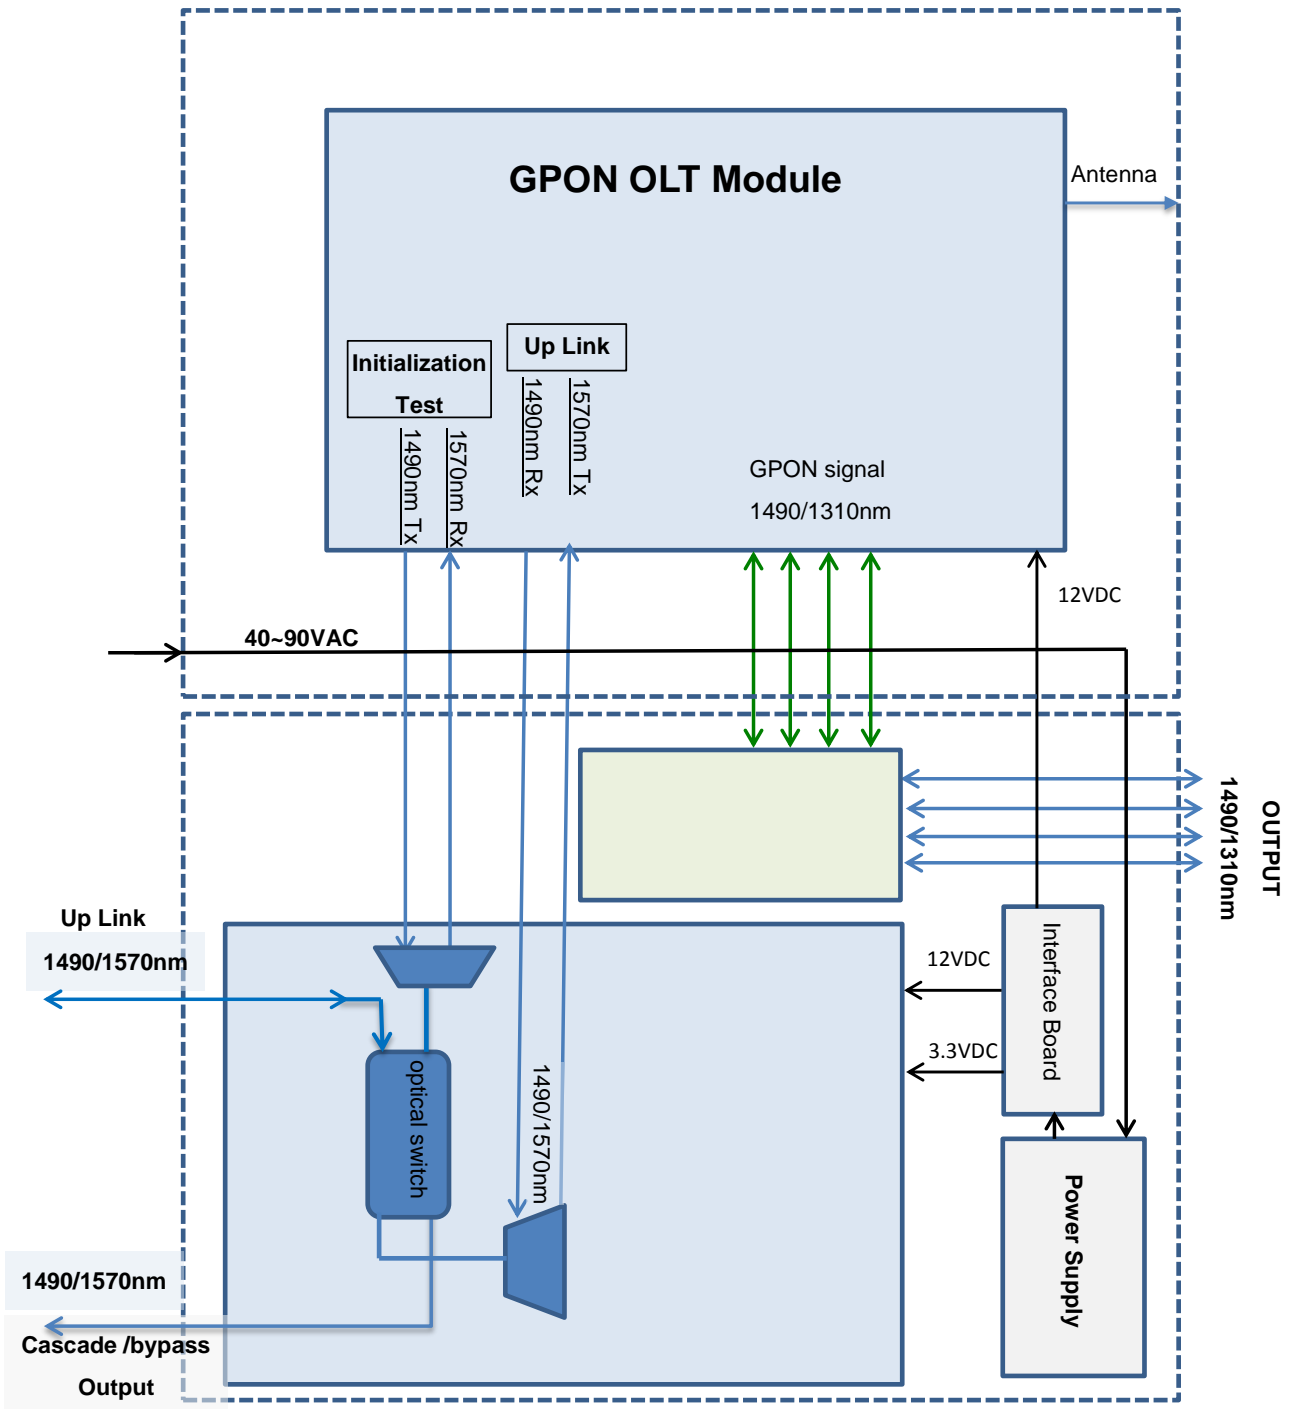 GPON OLT Module
Antenna
Up Link
Initialization
Test
1490nm Tx
1570nm Rx
1490nm Rx
1570nm Tx
GPON signal
1490/1310nm
12VDC
40~90VAC
1490/1310nm
OUTPUT
Up Link
1490/1570nm
12VDC
3.3VDC
Interface Board
optical switch
1490/1570nm
Power Supply
1490/1570nm
Cascade /bypass
Output